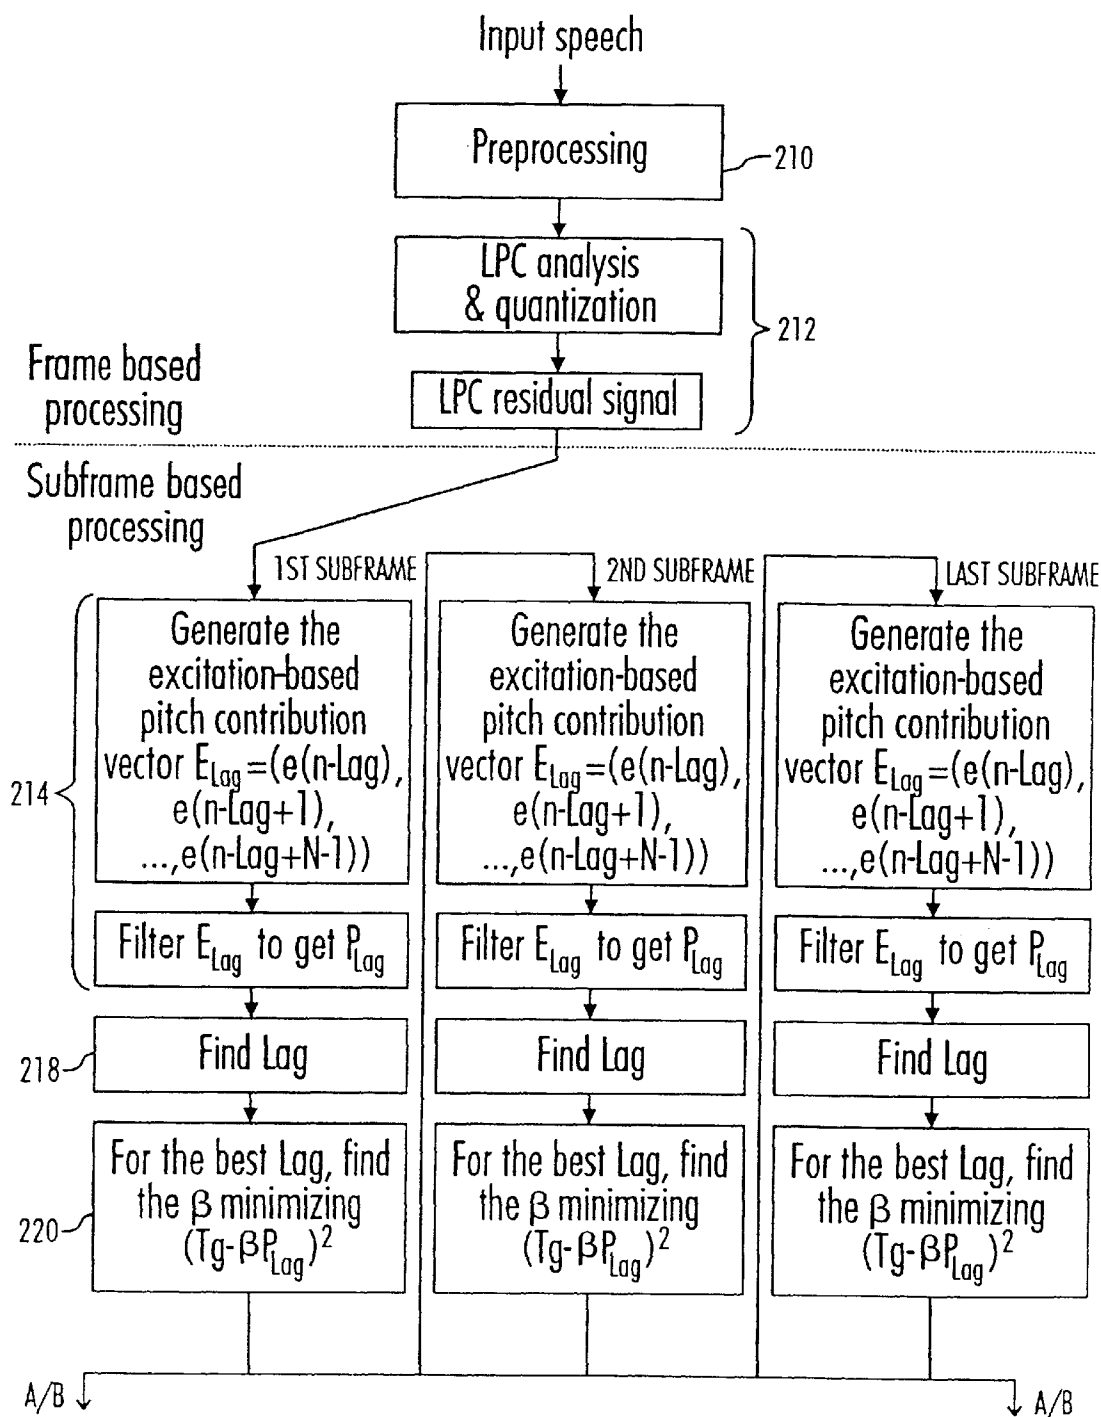 Input speech
Preprocessing
210
LPC analysis
& quantization
212
LPC residual signal
Frame based
processing
Subframe based
processing
1ST SUBFRAME
2ND SUBFRAME
LAST SUBFRAME
214
Generate the
excitation-based
pitch contribution
vector E_Lag=(e(n-Lag),
e(n-Lag+1),
...,e(n-Lag+N-1))
Filter E_Lag to get P_Lag
218
Find Lag
220
For the best Lag, find
the β minimizing
(Tg-βP_Lag)²
Generate the
excitation-based
pitch contribution
vector E_Lag=(e(n-Lag),
e(n-Lag+1),
...,e(n-Lag+N-1))
Filter E_Lag to get P_Lag
Find Lag
For the best Lag, find
the β minimizing
(Tg-βP_Lag)²
Generate the
excitation-based
pitch contribution
vector E_Lag=(e(n-Lag),
e(n-Lag+1),
...,e(n-Lag+N-1))
Filter E_Lag to get P_Lag
Find Lag
For the best Lag, find
the β minimizing
(Tg-βP_Lag)²
A/B
A/B